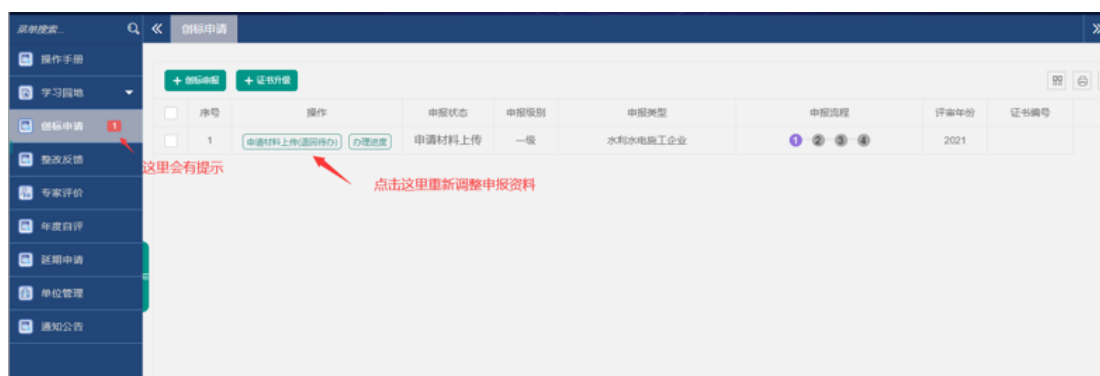 菜单搜索...
创标申请
操作手册
学习园地
创标申请 1
整改反馈
专家评价
年度自评
延期申请
单位管理
通知公告
+ 创标申报 + 证书升级
序号 操作 申报状态 申报级别 申报类型 申报流程 评审年份 证书编号
1 申请材料上传(退回待办) 办理进度 申请材料上传 一级 水利水电施工企业 1 2 3 4 2021
这里会有提示
点击这里重新调整申报资料